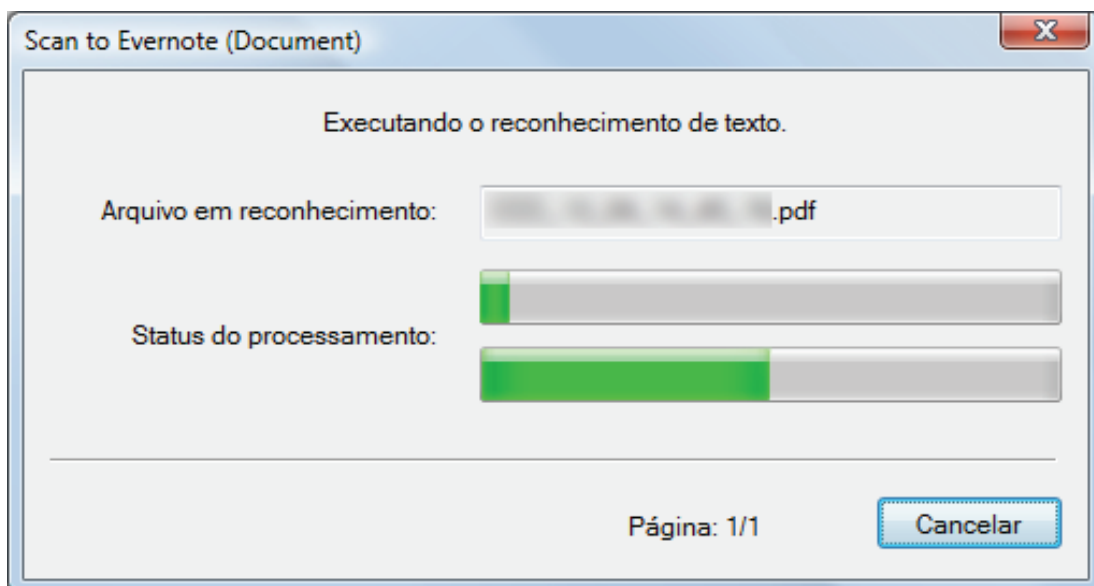 Scan to Evernote (Document)
Executando o reconhecimento de texto.
Arquivo em reconhecimento:
.pdf
Status do processamento:
Página: 1/1
Cancelar